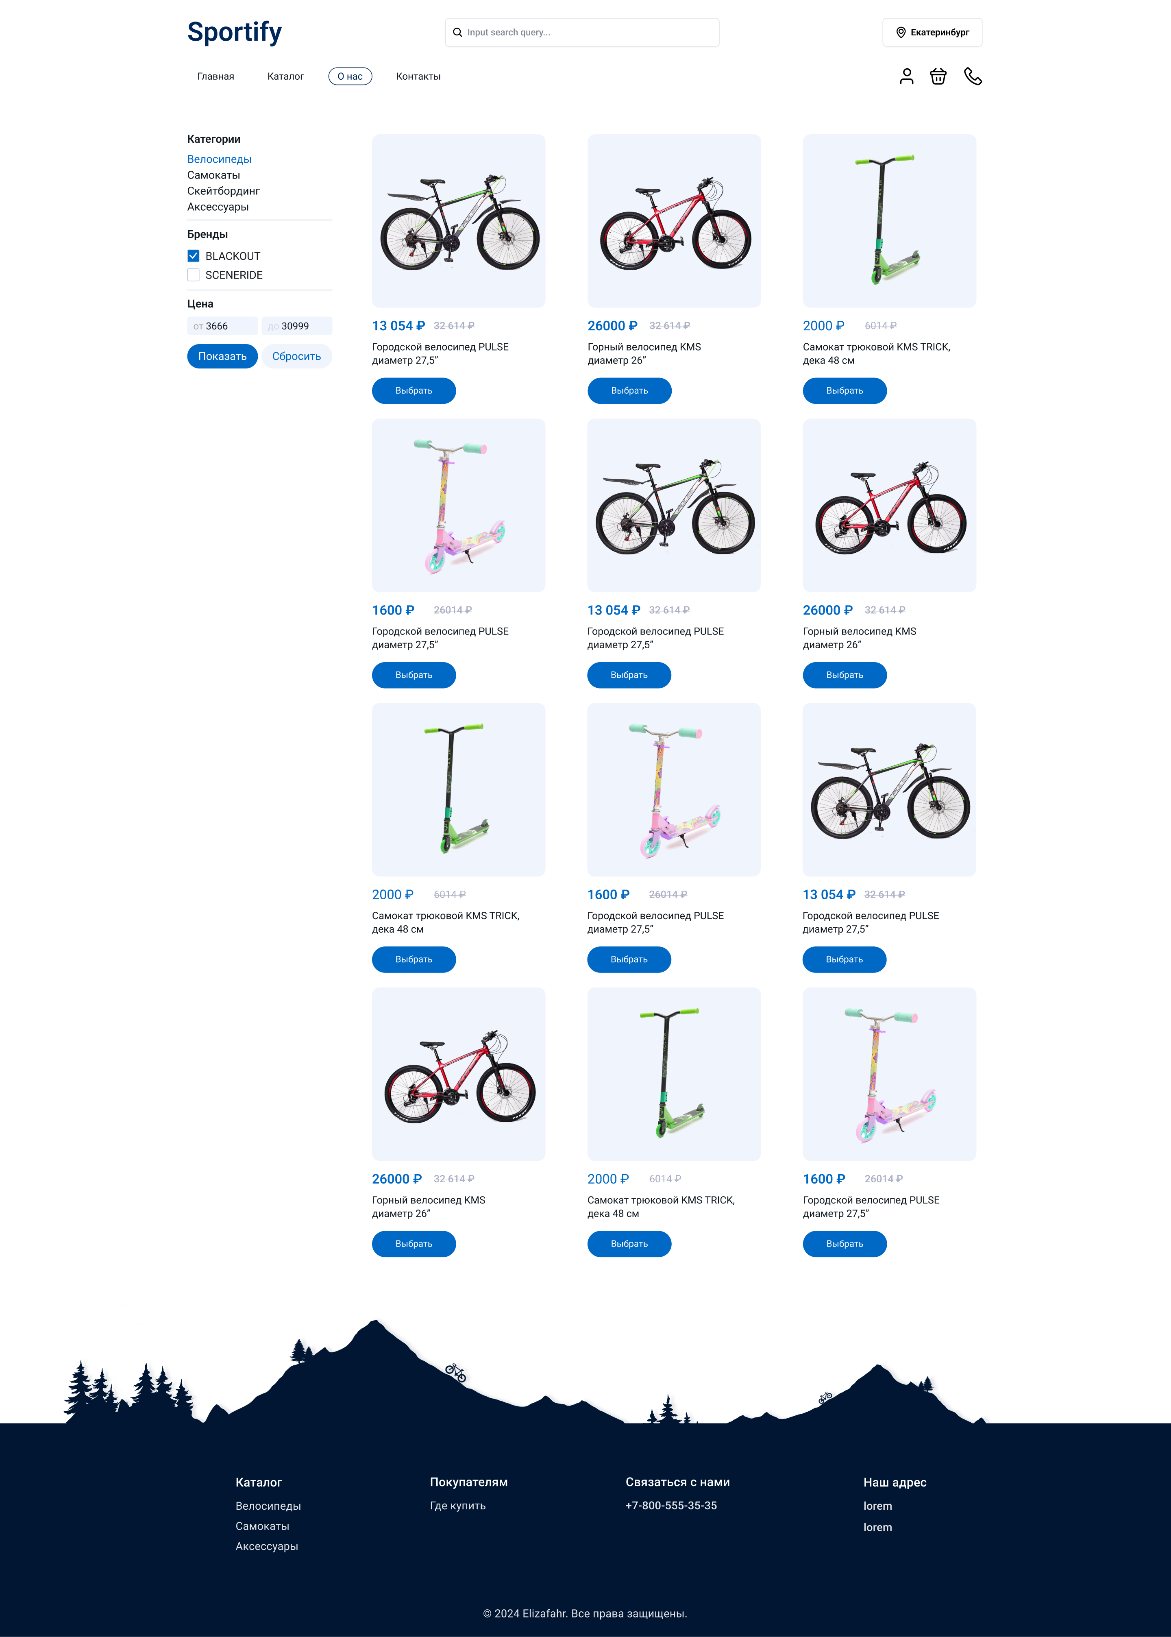 Sportify
Input search query...
Екатеринбург
Главная
Каталог
О нас
Контакты
Категории
Велосипеды
Самокаты
Скейтбординг
Аксессуары
Бренды
BLACKOUT
SCENERIDE
Цена
от 3666
до 30999
Показать
Сбросить
13 054 ₽ 32 614 ₽
Городской велосипед PULSE
диаметр 27,5”
Выбрать
26000 ₽ 32 614 ₽
Горный велосипед KMS
диаметр 26”
Выбрать
2000 ₽ 6014 ₽
Самокат трюковой KMS TRICK,
дека 48 см
Выбрать
1600 ₽ 26014 ₽
Городской велосипед PULSE
диаметр 27,5”
Выбрать
13 054 ₽ 32 614 ₽
Городской велосипед PULSE
диаметр 27,5”
Выбрать
26000 ₽ 32 614 ₽
Горный велосипед KMS
диаметр 26”
Выбрать
2000 ₽ 6014 ₽
Самокат трюковой KMS TRICK,
дека 48 см
Выбрать
1600 ₽ 26014 ₽
Городской велосипед PULSE
диаметр 27,5”
Выбрать
13 054 ₽ 32 614 ₽
Городской велосипед PULSE
диаметр 27,5”
Выбрать
26000 ₽ 32 614 ₽
Горный велосипед KMS
диаметр 26”
Выбрать
2000 ₽ 6014 ₽
Самокат трюковой KMS TRICK,
дека 48 см
Выбрать
1600 ₽ 26014 ₽
Городской велосипед PULSE
диаметр 27,5”
Выбрать
Каталог
Велосипеды
Самокаты
Аксессуары
Покупателям
Где купить
Связаться с нами
+7-800-555-35-35
Наш адрес
lorem
lorem
© 2024 Elizafahr. Все права защищены.